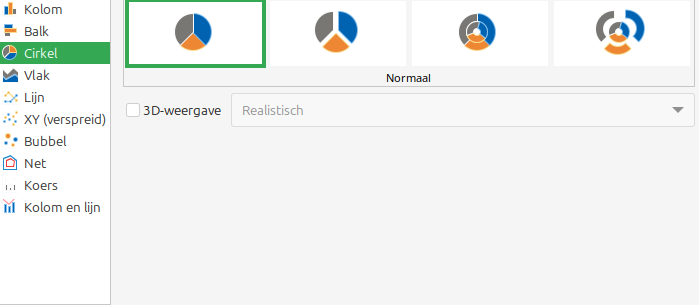 Kolom
Balk
Cirkel
Vlak
Lijn
XY (verspreid)
Bubbel
Net
Koers
Kolom en lijn
Normaal
3D-weergave
Realistisch